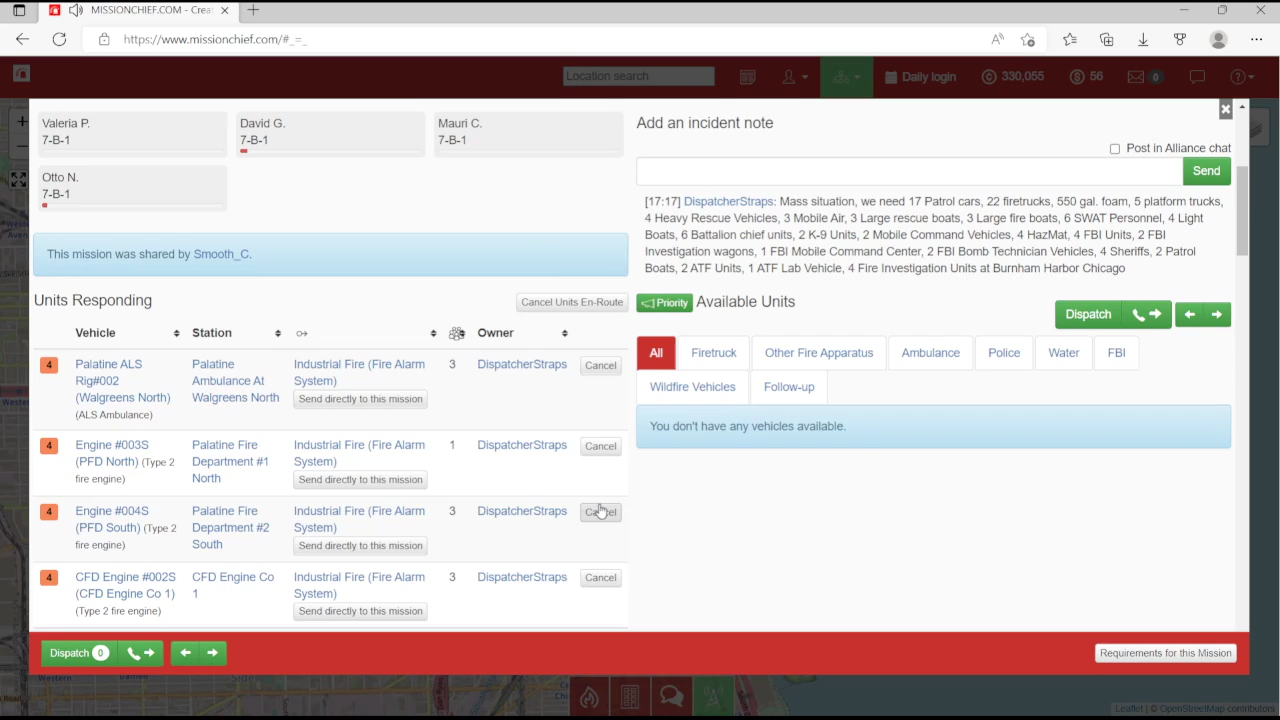 MISSIONCHIEF.COM - Crea
https://www.missionchief.com/#_=_
Location search
Daily login
330,055
56
0
Valeria P.
7-B-1
David G.
7-B-1
Mauri C.
7-B-1
Otto N.
7-B-1
This mission was shared by Smooth_C.
Units Responding
Cancel Units En-Route
Vehicle
Station
Owner
4
Palatine ALS
Rig#002
(Walgreens North)
(ALS Ambulance)
Palatine
Ambulance At
Walgreens North
Industrial Fire (Fire Alarm
System)
Send directly to this mission
3
DispatcherStraps
Cancel
4
Engine #003S
(PFD North) (Type 2
fire engine)
Palatine Fire
Department #1
North
Industrial Fire (Fire Alarm
System)
Send directly to this mission
1
DispatcherStraps
Cancel
4
Engine #004S
(PFD South) (Type 2
fire engine)
Palatine Fire
Department #2
South
Industrial Fire (Fire Alarm
System)
Send directly to this mission
3
DispatcherStraps
Cancel
4
CFD Engine #002S
(CFD Engine Co 1)
(Type 2 fire engine)
CFD Engine Co
1
Industrial Fire (Fire Alarm
System)
Send directly to this mission
3
DispatcherStraps
Cancel
Add an incident note
Post in Alliance chat
Send
[17:17] DispatcherStraps: Mass situation, we need 17 Patrol cars, 22 firetrucks, 550 gal. foam, 5 platform trucks,
4 Heavy Rescue Vehicles, 3 Mobile Air, 3 Large rescue boats, 3 Large fire boats, 6 SWAT Personnel, 4 Light
Boats, 6 Battalion chief units, 2 K-9 Units, 2 Mobile Command Vehicles, 4 HazMat, 4 FBI Units, 2 FBI
Investigation wagons, 1 FBI Mobile Command Center, 2 FBI Bomb Technician Vehicles, 4 Sheriffs, 2 Patrol
Boats, 2 ATF Units, 1 ATF Lab Vehicle, 4 Fire Investigation Units at Burnham Harbor Chicago
Priority
Available Units
Dispatch
All
Firetruck
Other Fire Apparatus
Ambulance
Police
Water
FBI
Wildfire Vehicles
Follow-up
You don't have any vehicles available.
Dispatch 0
Requirements for this Mission
Leaflet | © OpenStreetMap contributors